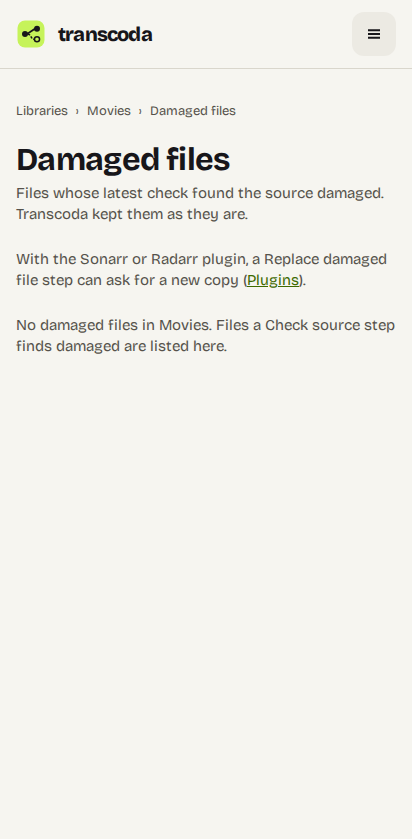 transcoda
Libraries › Movies › Damaged files
Damaged files
Files whose latest check found the source damaged.
Transcoda kept them as they are.
With the Sonarr or Radarr plugin, a Replace damaged
file step can ask for a new copy (Plugins).
No damaged files in Movies. Files a Check source step
finds damaged are listed here.